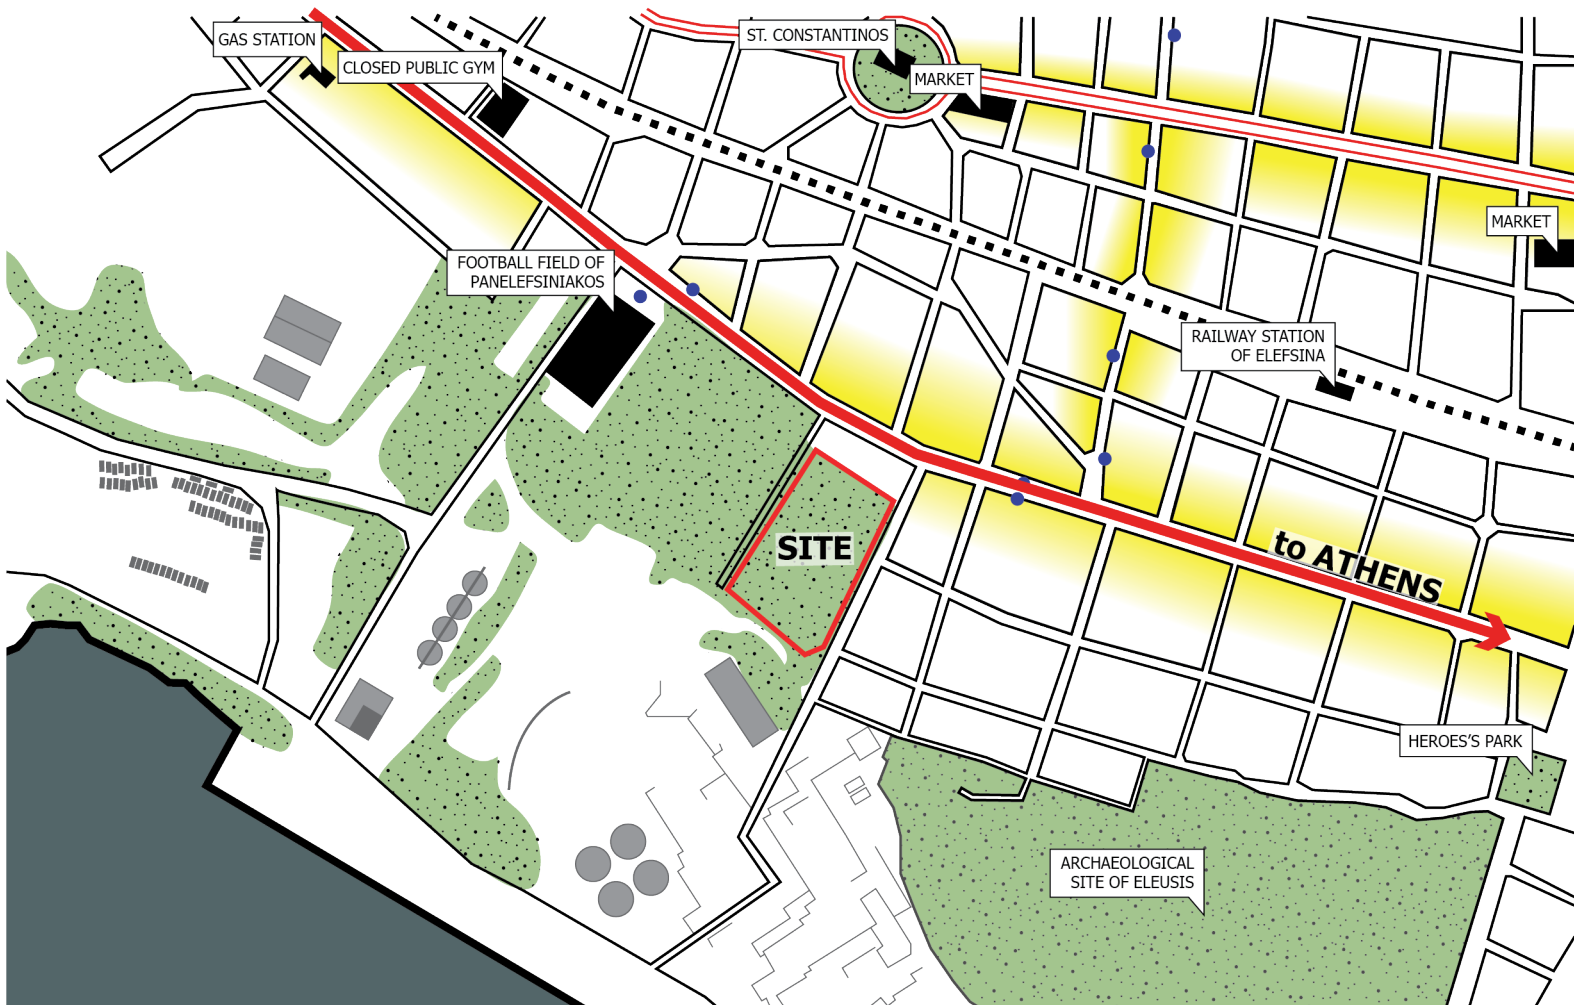 GAS STATION
CLOSED PUBLIC GYM
ST. CONSTANTINOS
MARKET
MARKET
FOOTBALL FIELD OF
PANELEFSINIAKOS
RAILWAY STATION
OF ELEFSINA
SITE
to ATHENS
HEROES'S PARK
ARCHAEOLOGICAL
SITE OF ELEUSIS